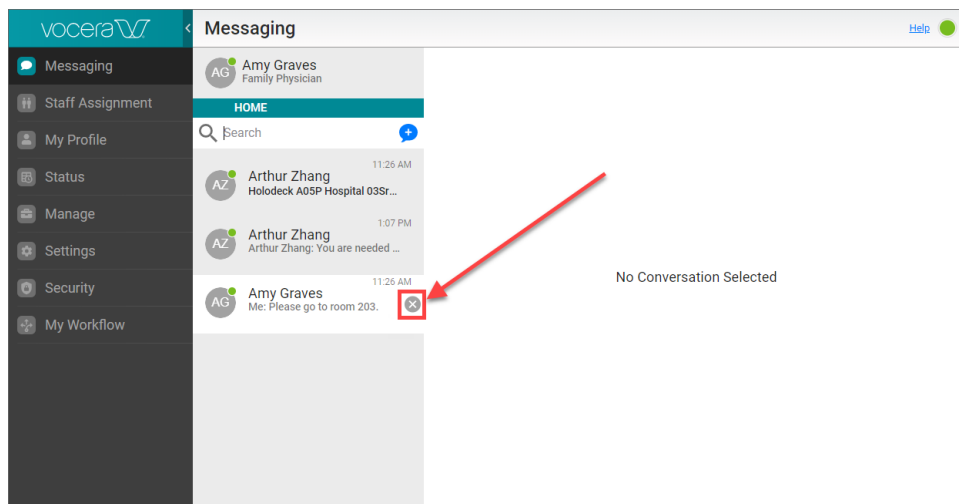 vocera
Messaging
Help
Messaging
Staff Assignment
My Profile
Status
Manage
Settings
Security
My Workflow
AG
Amy Graves
Family Physician
HOME
Search
11:26 AM
AZ
Arthur Zhang
Holodeck A05P Hospital 03Sr...
1:07 PM
AZ
Arthur Zhang
Arthur Zhang: You are needed ...
11:26 AM
AG
Amy Graves
Me: Please go to room 203.
No Conversation Selected